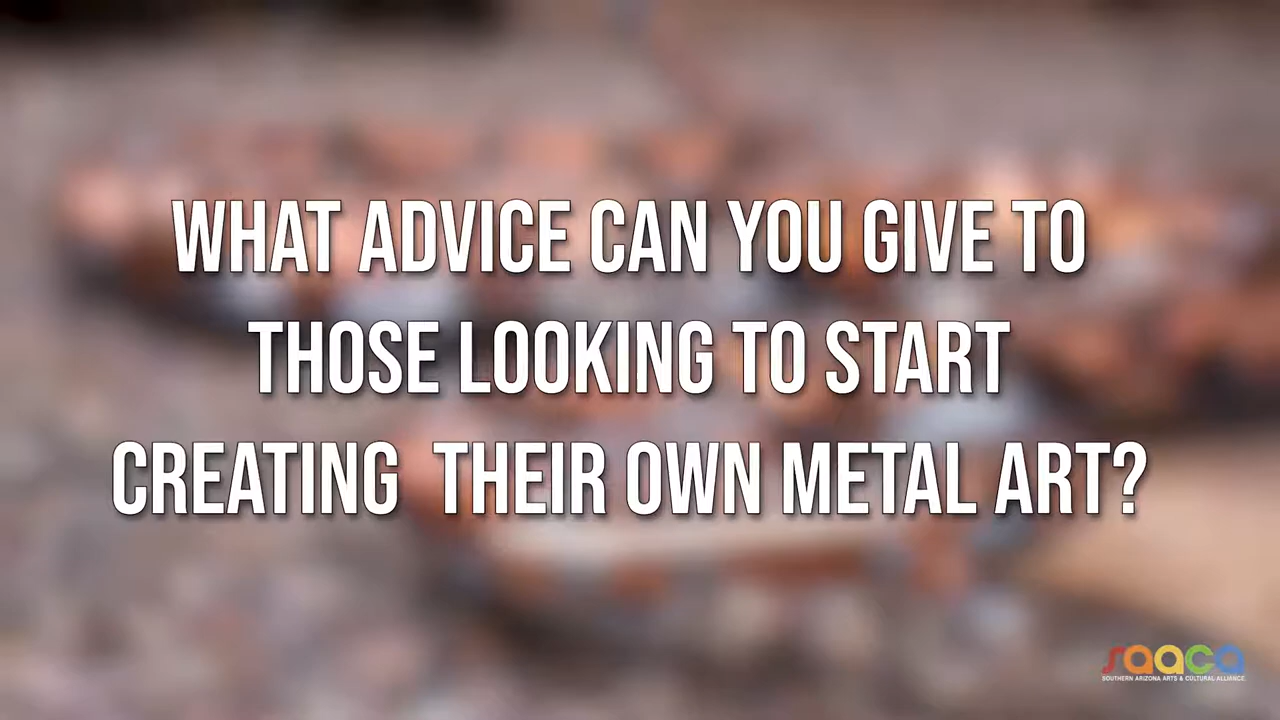 WHAT ADVICE CAN YOU GIVE TO
THOSE LOOKING TO START
CREATING  THEIR OWN METAL ART?
saaca
SOUTHERN ARIZONA ARTS & CULTURAL ALLIANCE